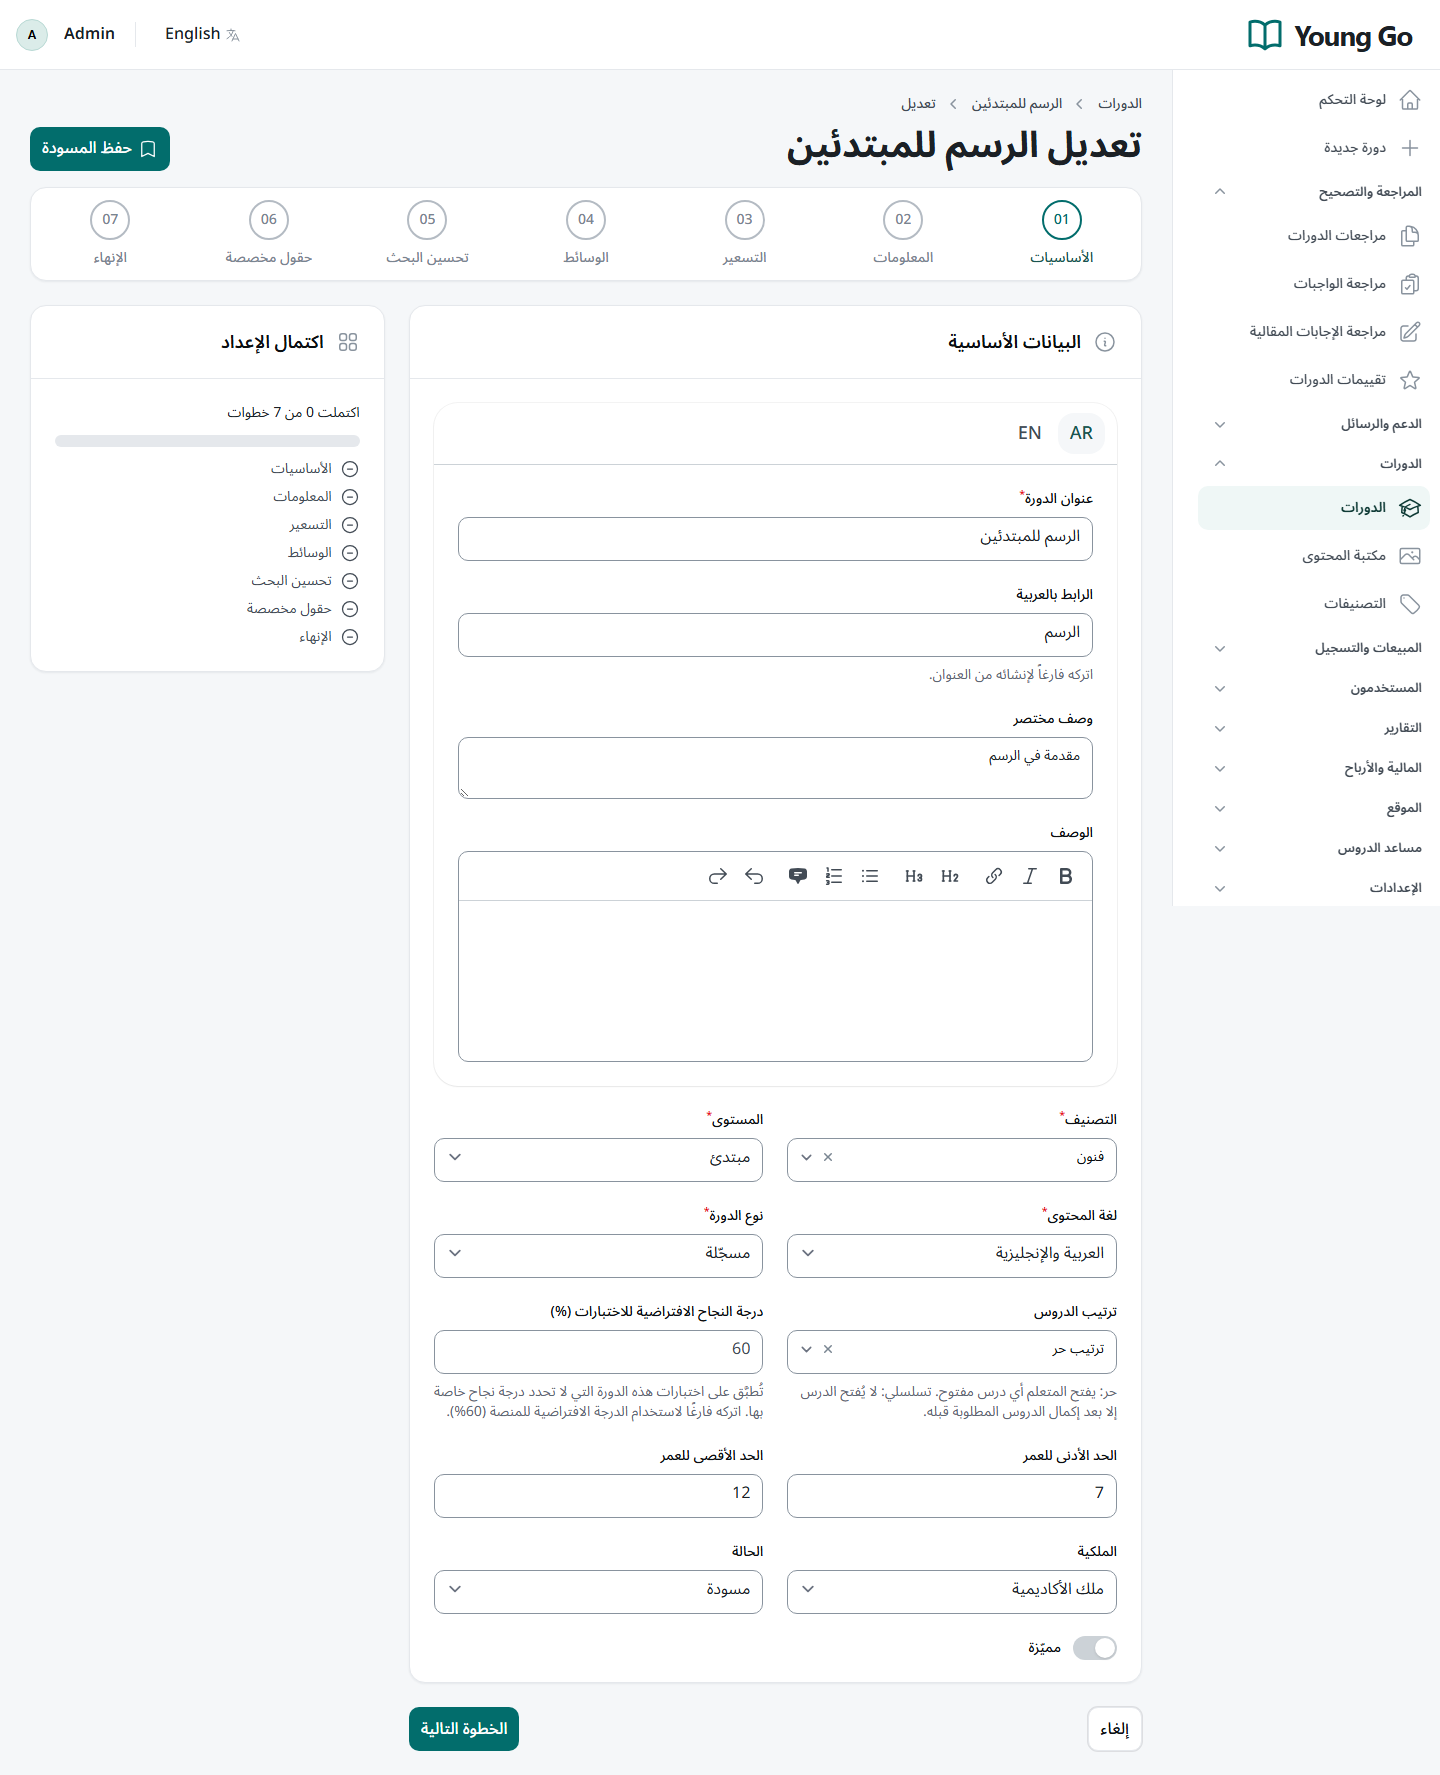 Young Go
English
Admin
A
لوحة التحكم
دورة جديدة
المراجعة والتصحيح
مراجعات الدورات
مراجعة الواجبات
مراجعة الإجابات المقالية
تقييمات الدورات
الدعم والرسائل
الدورات
الدورات
مكتبة المحتوى
التصنيفات
المبيعات والتسجيل
المستخدمون
التقارير
المالية والأرباح
الموقع
مساعد الدروس
الإعدادات
الدورات
الرسم للمبتدئين
تعديل
تعديل الرسم للمبتدئين
حفظ المسودة
01
02
03
04
05
06
07
الأساسيات
المعلومات
التسعير
الوسائط
تحسين البحث
حقول مخصصة
الإنهاء
البيانات الأساسية
AR
EN
عنوان الدورة*
الرسم للمبتدئين
الرابط بالعربية
الرسم
اتركه فارغاً لإنشائه من العنوان.
وصف مختصر
مقدمة في الرسم
الوصف
B I H2 H3
التصنيف*
فنون
المستوى*
مبتدئ
لغة المحتوى*
العربية والإنجليزية
نوع الدورة*
مسجّلة
ترتيب الدروس
ترتيب حر
حر: يفتح المتعلم أي درس مفتوح. تسلسلي: لا يُفتح الدرس
إلا بعد إكمال الدروس المطلوبة قبله.
درجة النجاح الافتراضية للاختبارات (%)
60
تُطبَّق على اختبارات هذه الدورة التي لا تحدد درجة نجاح خاصة
بها. اتركه فارغًا لاستخدام الدرجة الافتراضية للمنصة (60%).
الحد الأدنى للعمر
7
الحد الأقصى للعمر
12
الملكية
ملك الأكاديمية
الحالة
مسودة
مميّزة
إلغاء
الخطوة التالية
اكتمال الإعداد
اكتملت 0 من 7 خطوات
الأساسيات
المعلومات
التسعير
الوسائط
تحسين البحث
حقول مخصصة
الإنهاء